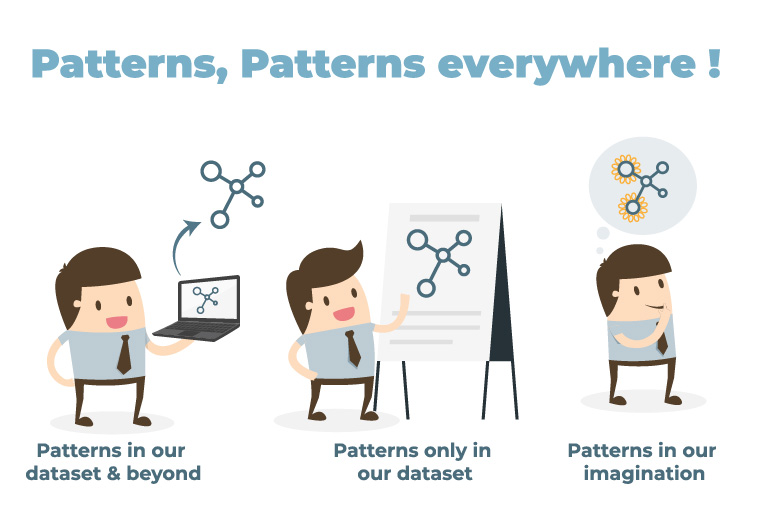 Patterns, Patterns everywhere !
Patterns in our
dataset & beyond
Patterns only in
our dataset
Patterns in our
imagination